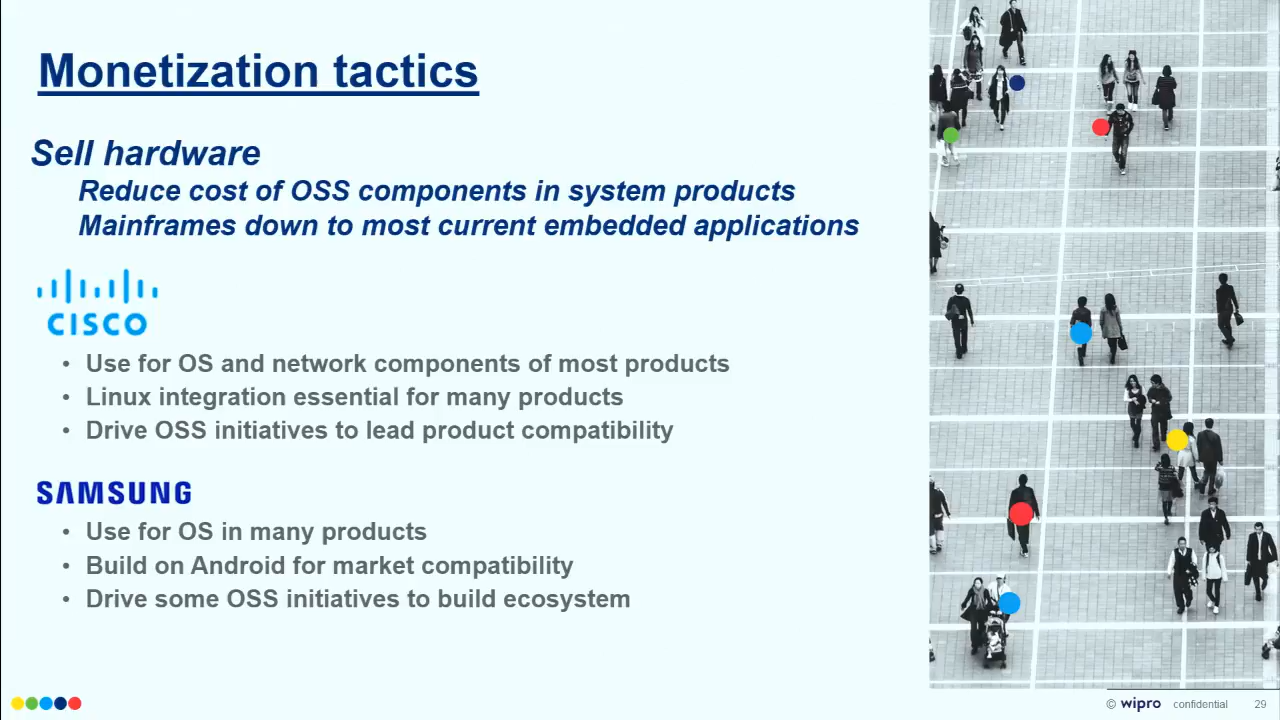 Monetization tactics
Sell hardware
Reduce cost of OSS components in system products
Mainframes down to most current embedded applications
CISCO
• Use for OS and network components of most products
• Linux integration essential for many products
• Drive OSS initiatives to lead product compatibility
SAMSUNG
• Use for OS in many products
• Build on Android for market compatibility
• Drive some OSS initiatives to build ecosystem
© wipro confidential 29